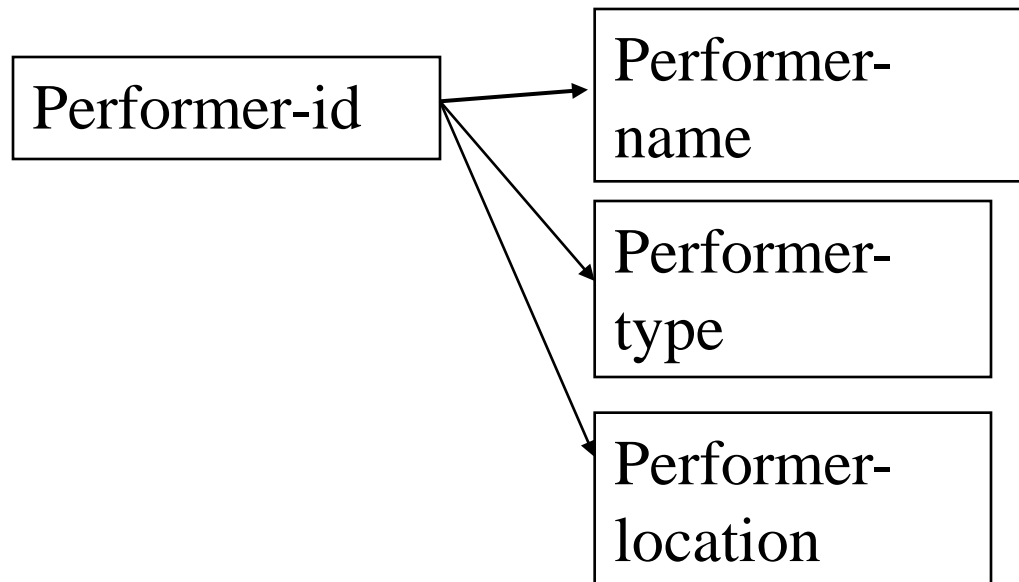 Performer-id
Performer-
name
Performer-
type
Performer-
location